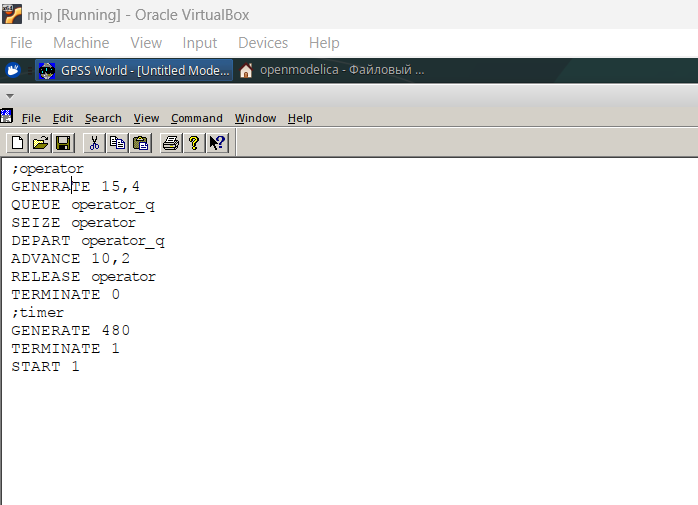 mip [Running] - Oracle VirtualBox
File Machine View Input Devices Help
GPSS World - [Untitled Mode... openmodelica - Файловый ...
File Edit Search View Command Window Help
;operator
GENERATE 15,4
QUEUE operator_q
SEIZE operator
DEPART operator_q
ADVANCE 10,2
RELEASE operator
TERMINATE 0
;timer
GENERATE 480
TERMINATE 1
START 1